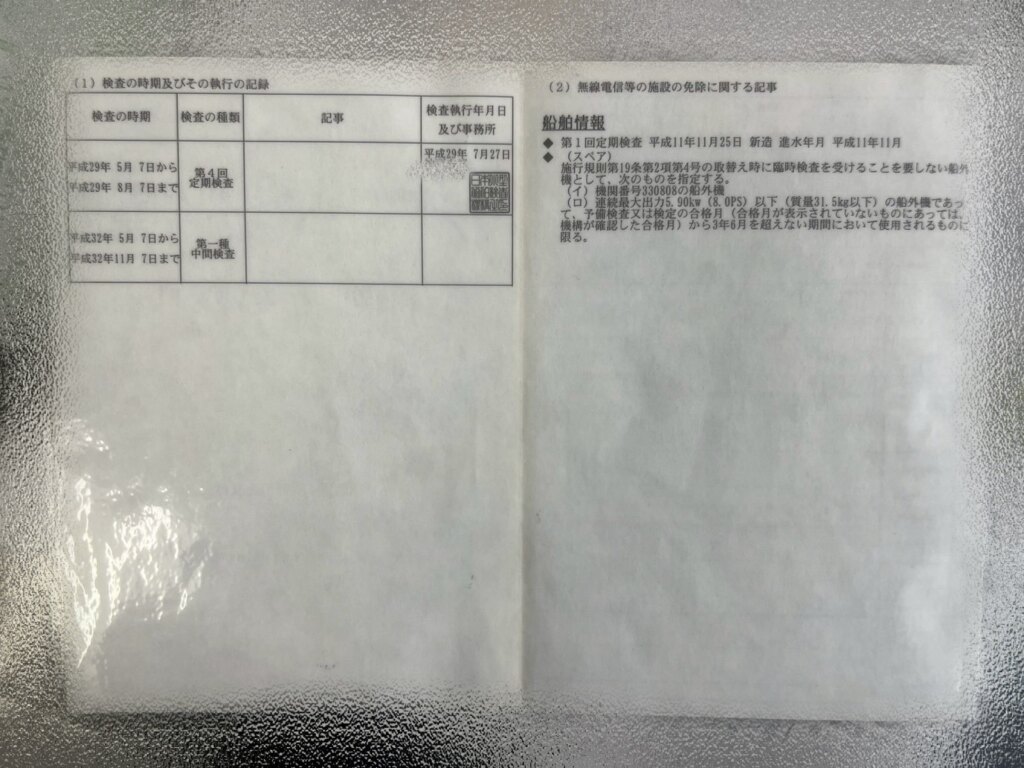 (1) 検査の時期及びその執行の記録
検査の時期 検査の種類 記事 検査執行年月日
及び事務所
平成29年 5月 7日から
平成29年 8月 7日まで
第4回
定期検査
平成29年 7月27日
平成32年 5月 7日から
平成32年11月 7日まで
第一種
中間検査
(2) 無線電信等の施設の免除に関する記事
船舶情報
◆ 第1回定期検査 平成11年11月25日 新造 進水年月 平成11年11月
◆ (スペア)
施行規則第19条第2項第4号の取替え時に臨時検査を受けることを要しない船外
機として、次のものを指定する。
(イ) 機関番号330808の船外機
(ロ) 連続最大出力5.90kw (8.0PS) 以下 (質量31.5kg以下) の船外機であっ
て、予備検査又は検定の合格月 (合格月が表示されていないものにあっては、
機構が確認した合格月) から3年6月を超えない期間において使用されるものに
限る。